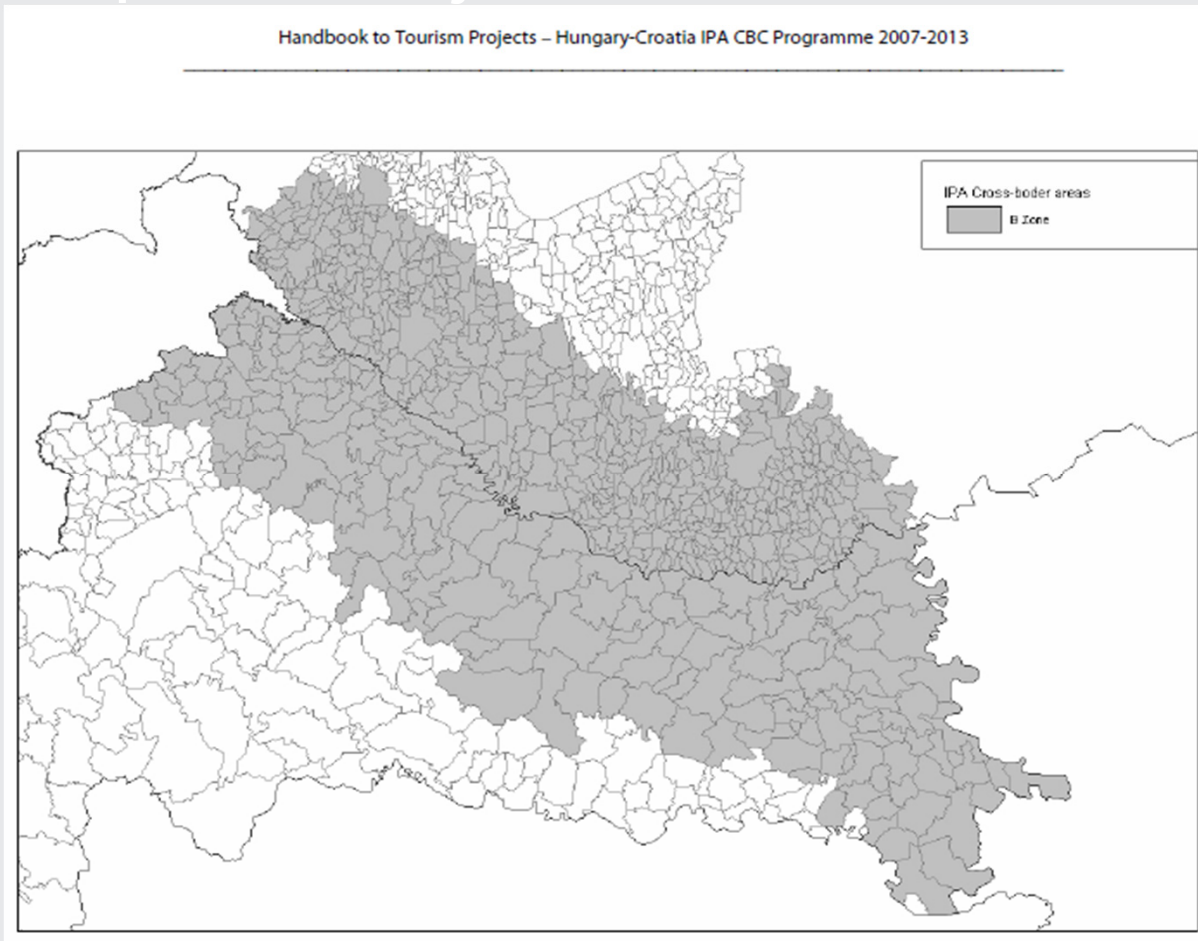 Handbook to Tourism Projects – Hungary-Croatia IPA CBC Programme 2007-2013
IPA Cross-boder areas
B Zone